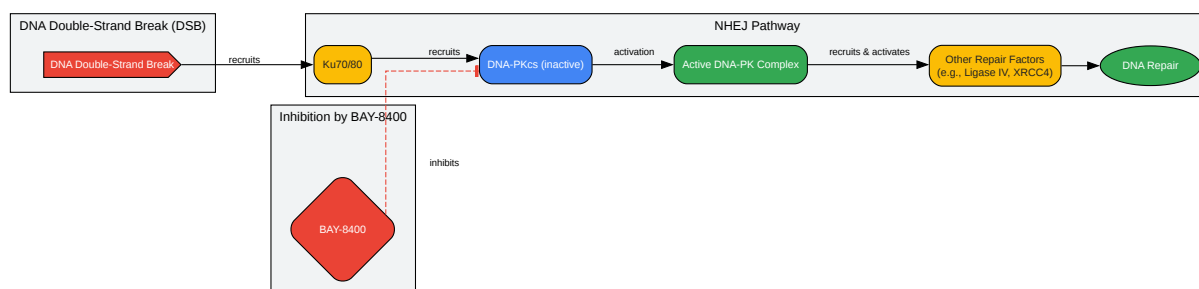 DNA Double-Strand Break (DSB)
NHEJ Pathway
DNA Double-Strand Break
recruits
Ku70/80
recruits
DNA-PKcs (inactive)
activation
Active DNA-PK Complex
recruits & activates
Other Repair Factors
(e.g., Ligase IV, XRCC4)
DNA Repair
Inhibition by BAY-8400
inhibits
BAY-8400